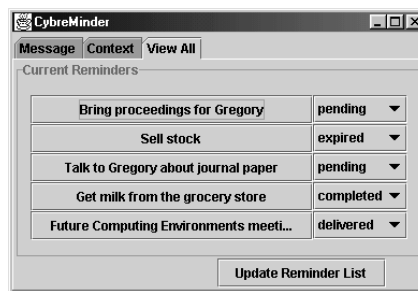 CybreMinder
Message Context View All
Current Reminders
Bring proceedings for Gregory pending
Sell stock expired
Talk to Gregory about journal paper pending
Get milk from the grocery store completed
Future Computing Environments meeti... delivered
Update Reminder List